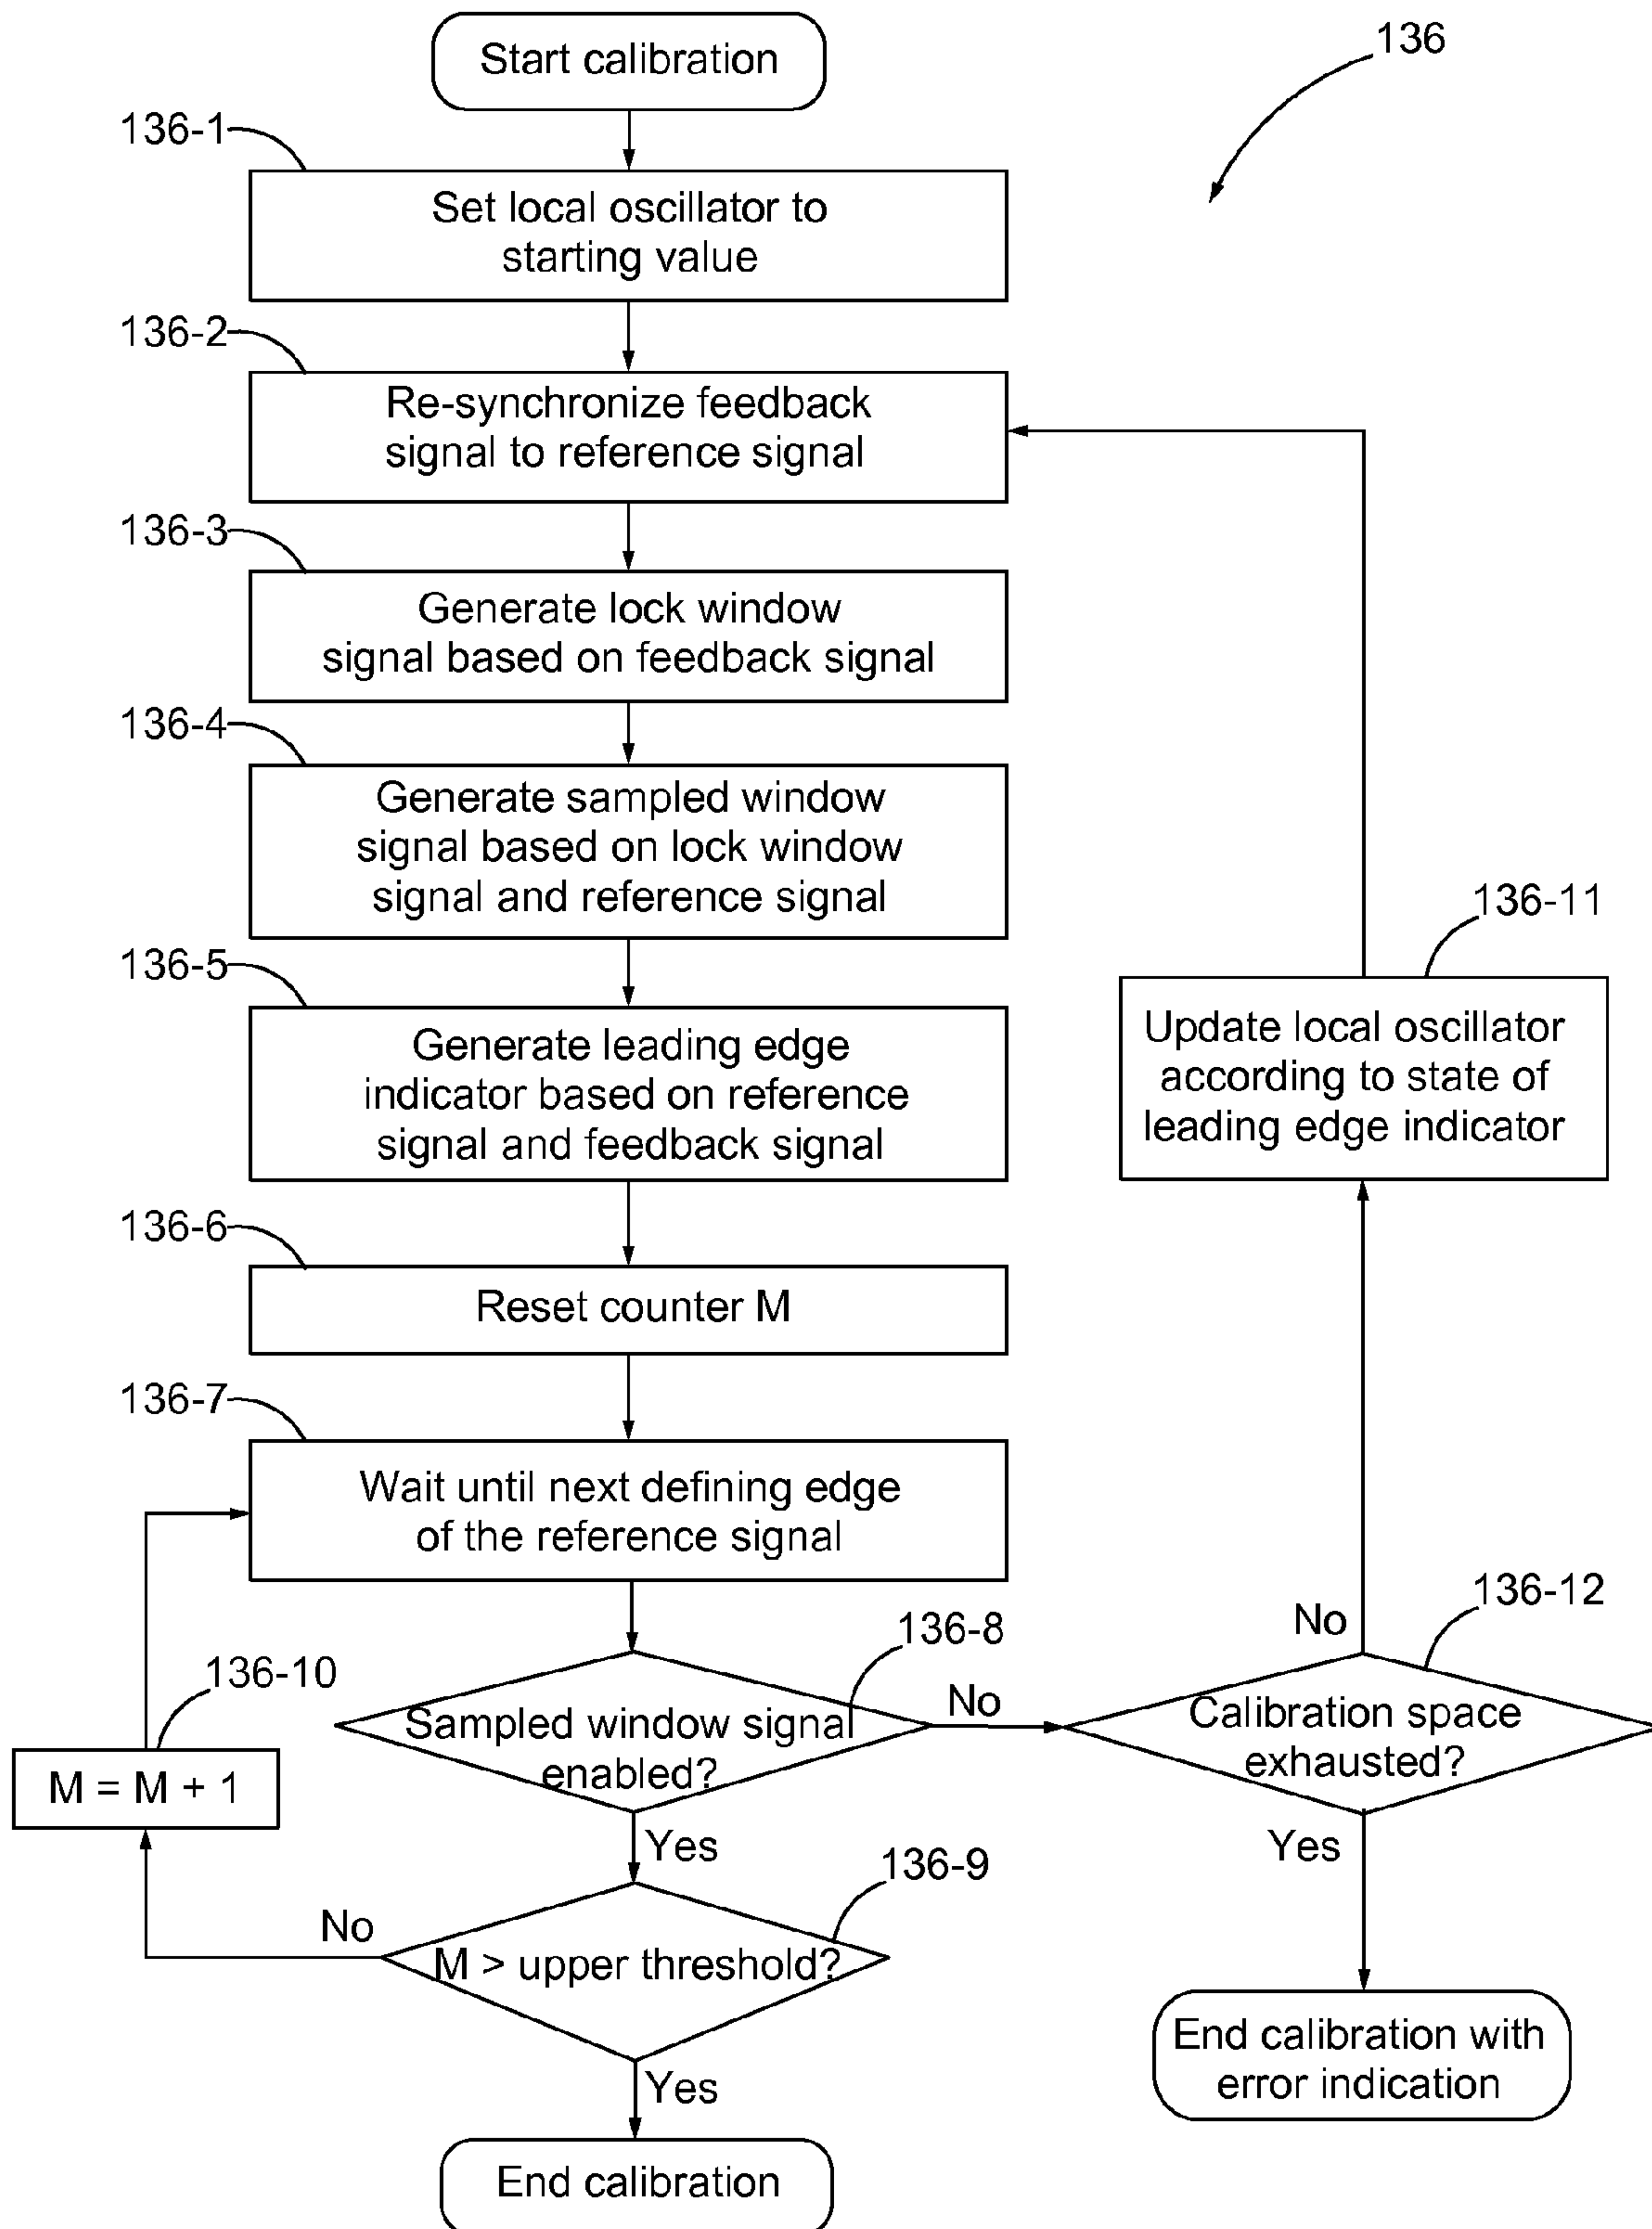 Start calibration
136
136-1
Set local oscillator to
starting value
136-2
Re-synchronize feedback
signal to reference signal
136-3
Generate lock window
signal based on feedback signal
136-4
Generate sampled window
signal based on lock window
signal and reference signal
136-5
Generate leading edge
indicator based on reference
signal and feedback signal
136-11
Update local oscillator
according to state of
leading edge indicator
136-6
Reset counter M
136-7
Wait until next defining edge
of the reference signal
136-8
Sampled window signal
enabled?
No
136-12
No
Calibration space
exhausted?
136-10
M = M + 1
Yes
Yes
136-9
No
M > upper threshold?
Yes
End calibration with
error indication
End calibration